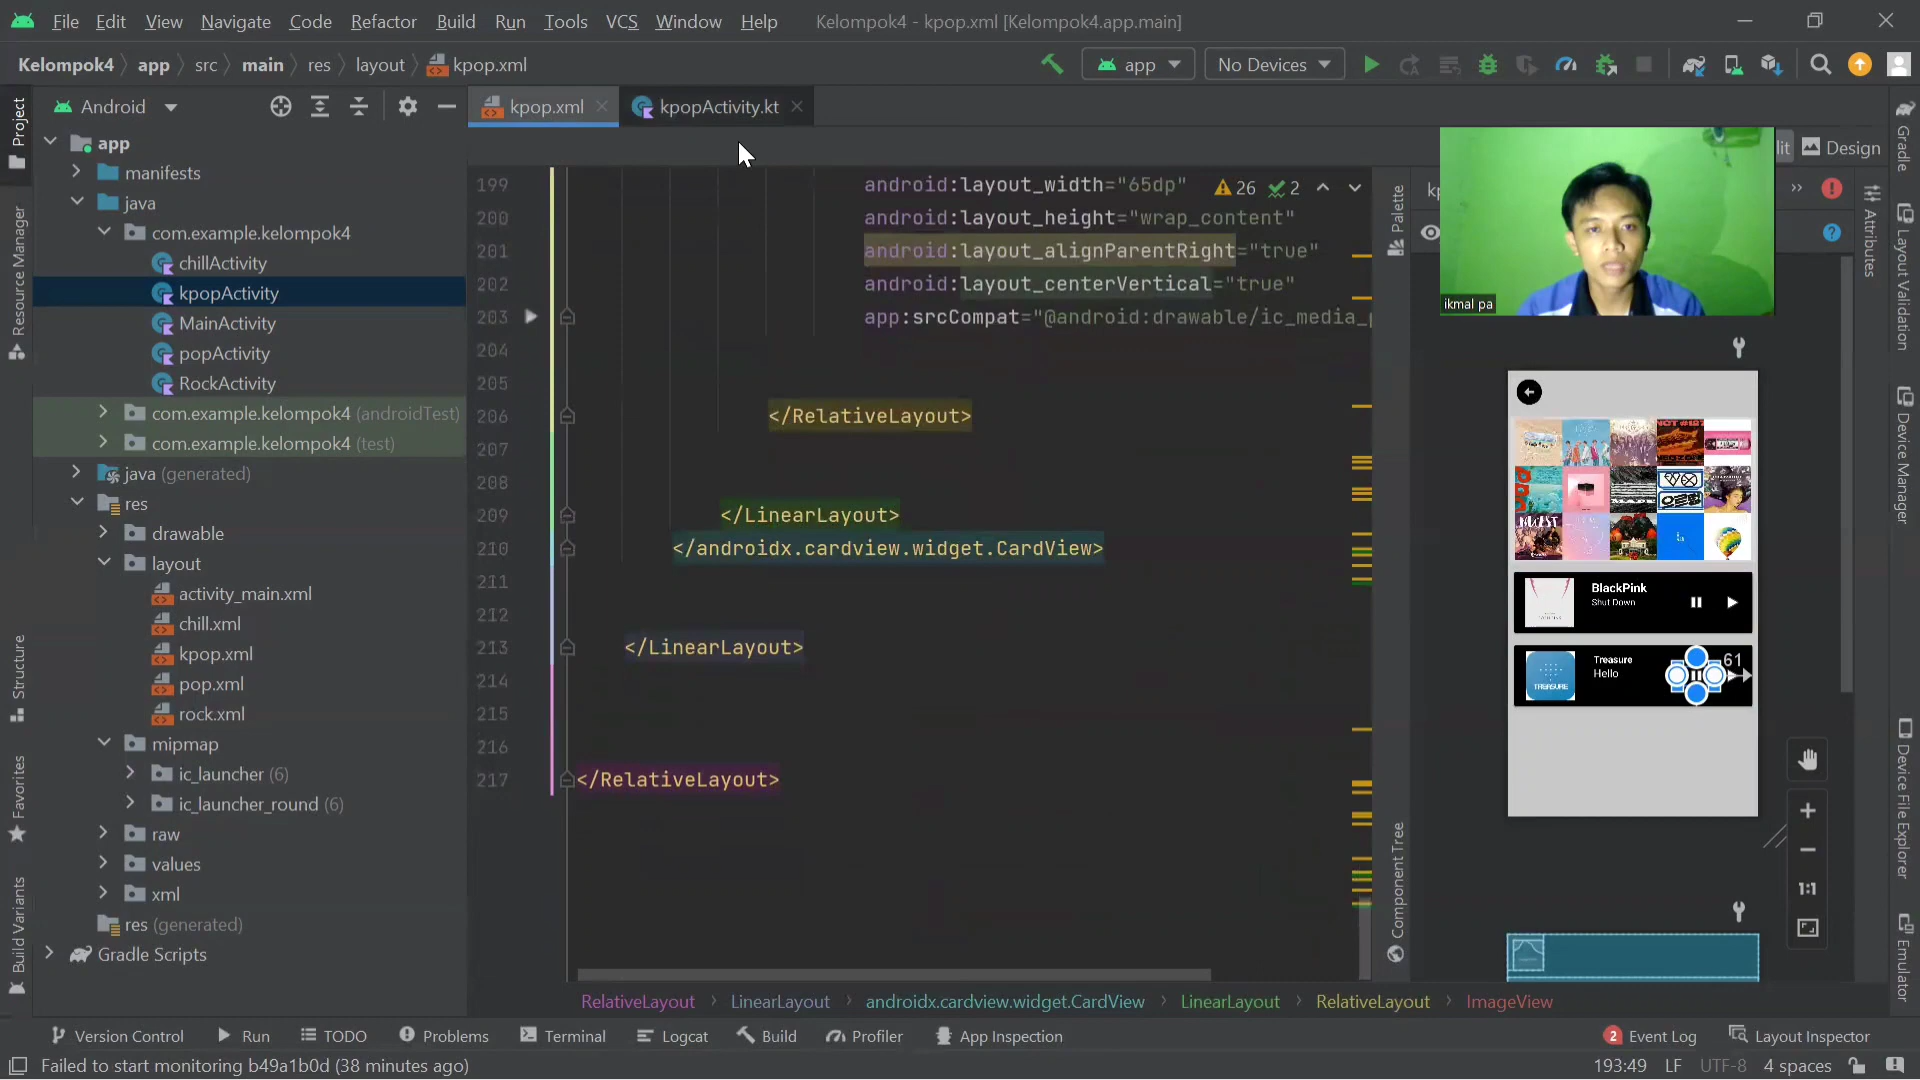 File Edit View Navigate Code Refactor Build Run Tools VCS Window Help Kelompok4 - kpop.xml [Kelompok4.app.main]
Kelompok4 app src main res layout kpop.xml app No Devices
Project
Android
kpop.xml
kpopActivity.kt
Design
app
manifests
java
com.example.kelompok4
chillActivity
kpopActivity
MainActivity
popActivity
RockActivity
com.example.kelompok4 (androidTest)
com.example.kelompok4 (test)
java (generated)
res
drawable
layout
activity_main.xml
chill.xml
kpop.xml
pop.xml
rock.xml
mipmap
ic_launcher (6)
ic_launcher_round (6)
raw
values
xml
res (generated)
Gradle Scripts
Resource Manager
Structure
Favorites
Build Variants
199 android:layout_width="65dp" 26 2
200 android:layout_height="wrap_content"
201 android:layout_alignParentRight="true"
202 android:layout_centerVertical="true"
203 app:srcCompat="@android:drawable/ic_media_
204
205
206 </RelativeLayout>
207
208
209 </LinearLayout>
210 </androidx.cardview.widget.CardView>
211
212
213 </LinearLayout>
214
215
216
217 </RelativeLayout>
RelativeLayout LinearLayout androidx.cardview.widget.CardView LinearLayout RelativeLayout ImageView
Palette
Component Tree
ikmal pa
BlackPink
Shut Down
Treasure
Hello
61
TREASURE
1:1
Attributes
Gradle
Layout Validation
Device Manager
Device File Explorer
Emulator
Version Control Run TODO Problems Terminal Logcat Build Profiler App Inspection 2 Event Log Layout Inspector
Failed to start monitoring b49a1b0d (38 minutes ago) 193:49 LF UTF-8 4 spaces